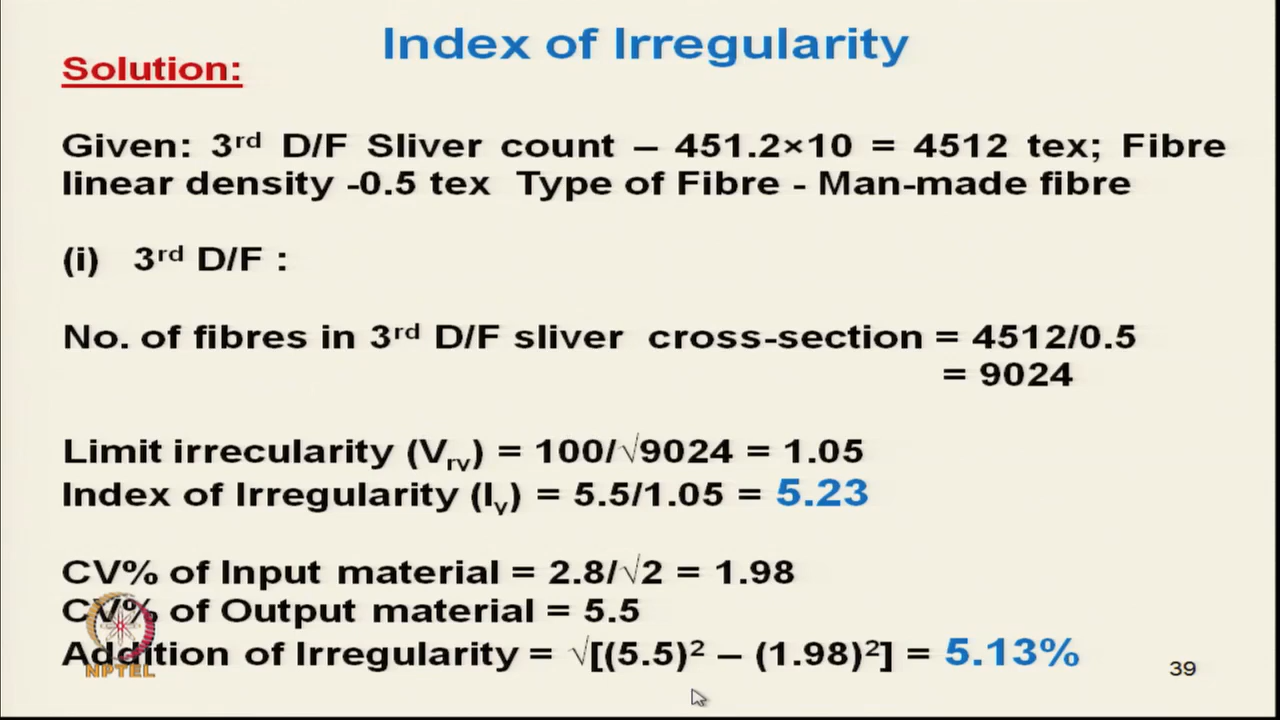 Index of Irregularity
Solution:
Given: 3rd D/F Sliver count – 451.2×10 = 4512 tex; Fibre
linear density -0.5 tex Type of Fibre - Man-made fibre
(i) 3rd D/F :
No. of fibres in 3rd D/F sliver cross-section = 4512/0.5
= 9024
Limit irrecularity (Vrv) = 100/√9024 = 1.05
Index of Irregularity (Iv) = 5.5/1.05 = 5.23
CV% of Input material = 2.8/√2 = 1.98
CV% of Output material = 5.5
Addition of Irregularity = √[(5.5)² – (1.98)²] = 5.13%
NPTEL
39